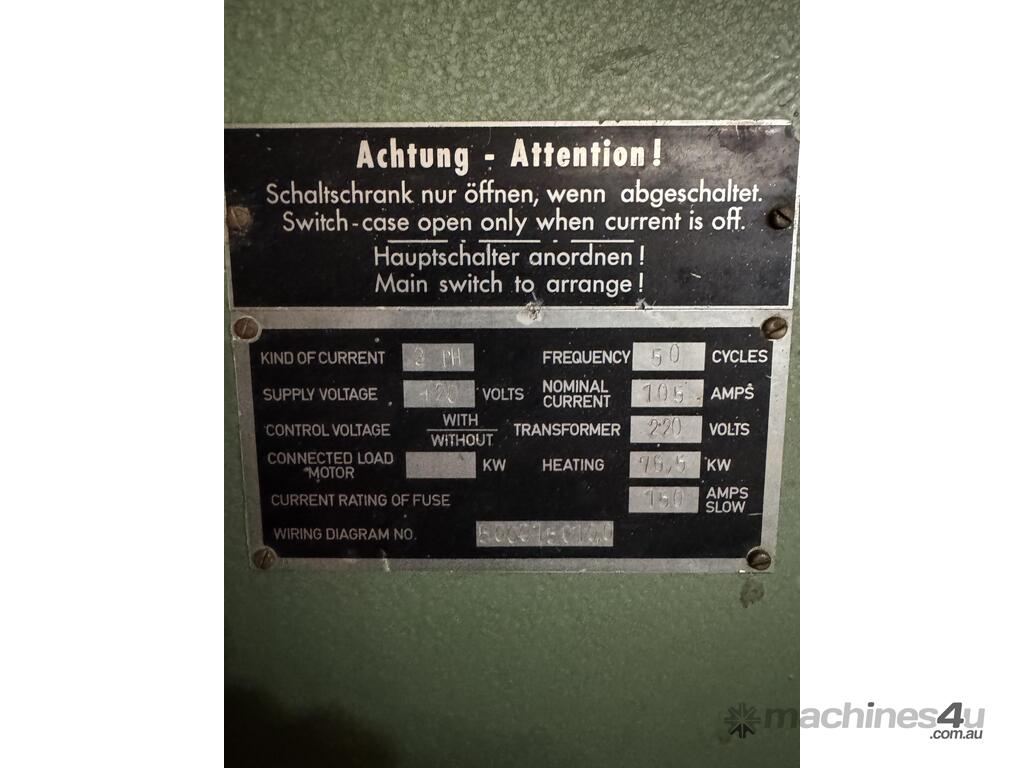 Achtung - Attention!
Schaltschrank nur öffnen, wenn abgeschaltet.
Switch-case open only when current is off.
Hauptschalter anordnen!
Main switch to arrange!
KIND OF CURRENT 3 PH FREQUENCY 50 CYCLES
SUPPLY VOLTAGE VOLTS NOMINAL CURRENT 105 AMPS
CONTROL VOLTAGE WITH/WITHOUT TRANSFORMER 220 VOLTS
CONNECTED LOAD MOTOR KW HEATING KW
CURRENT RATING OF FUSE AMPS SLOW
WIRING DIAGRAM NO.
machines4u
.com.au